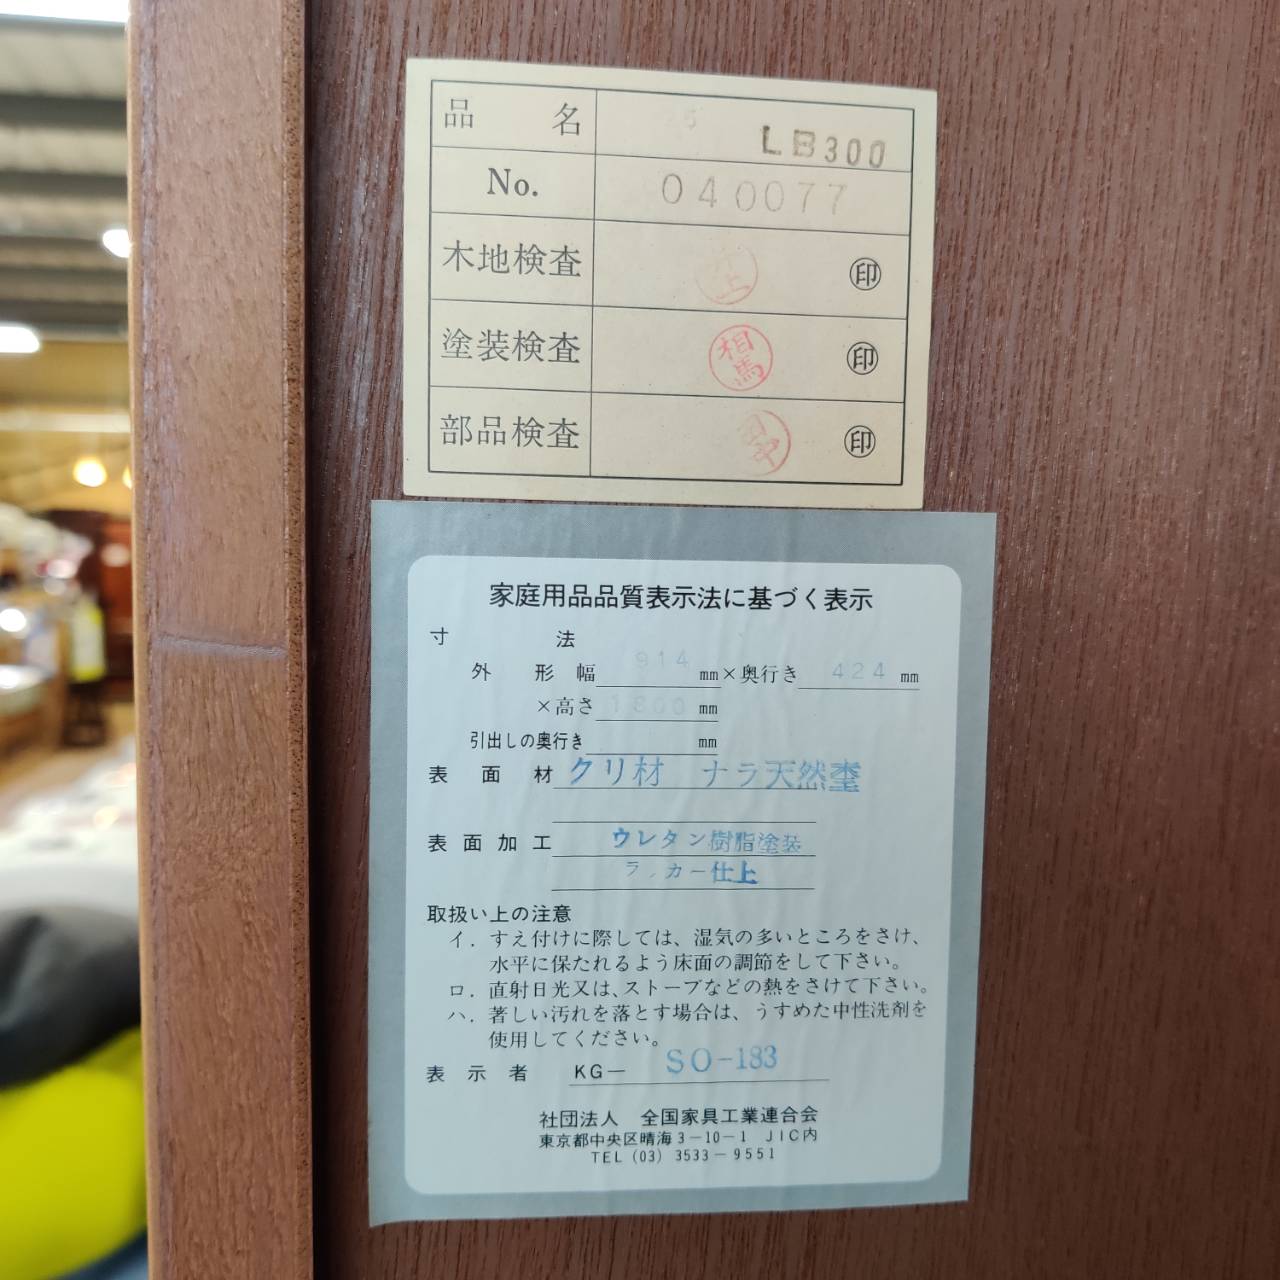 品名 LB300
No. 040077
木地検査 ㊞
塗装検査 相馬 ㊞
部品検査 ㊞
家庭用品品質表示法に基づく表示
寸法
外形幅 914 mm×奥行き 424 mm
×高さ 1800 mm
引出しの奥行き mm
表面材 クリ材 ナラ天然杢
表面加工 ウレタン樹脂塗装
ラッカー仕上
取扱い上の注意
イ. すえ付けに際しては、湿気の多いところをさけ、
水平に保たれるよう床面の調節をして下さい。
ロ. 直射日光又は、ストーブなどの熱をさけて下さい。
ハ. 著しい汚れを落とす場合は、うすめた中性洗剤を
使用してください。
表示者 KG— SO-183
社団法人 全国家具工業連合会
東京都中央区晴海3-10-1 JIC内
TEL (03) 3533-9551